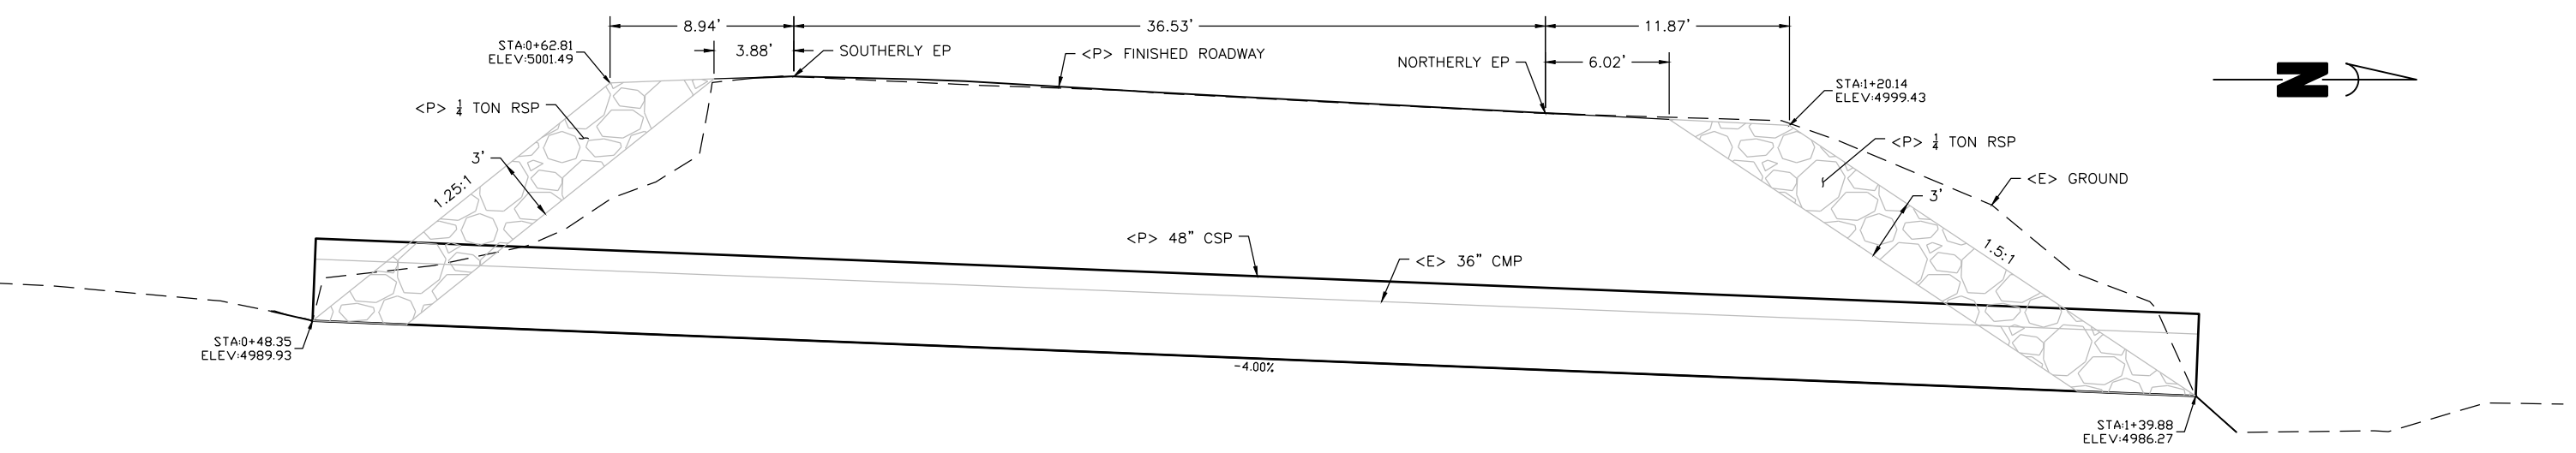 8.94'
36.53'
11.87'
STA:0+62.81
ELEV:5001.49
3.88'
SOUTHERLY EP
<P> FINISHED ROADWAY
NORTHERLY EP
6.02'
STA:1+20.14
ELEV:4999.43
N
<P> 1/4 TON RSP
<P> 1/4 TON RSP
3'
1.25:1
<E> GROUND
3'
1.5:1
<P> 48" CSP
<E> 36" CMP
STA:0+48.35
ELEV:4989.93
-4.00%
STA:1+39.88
ELEV:4986.27